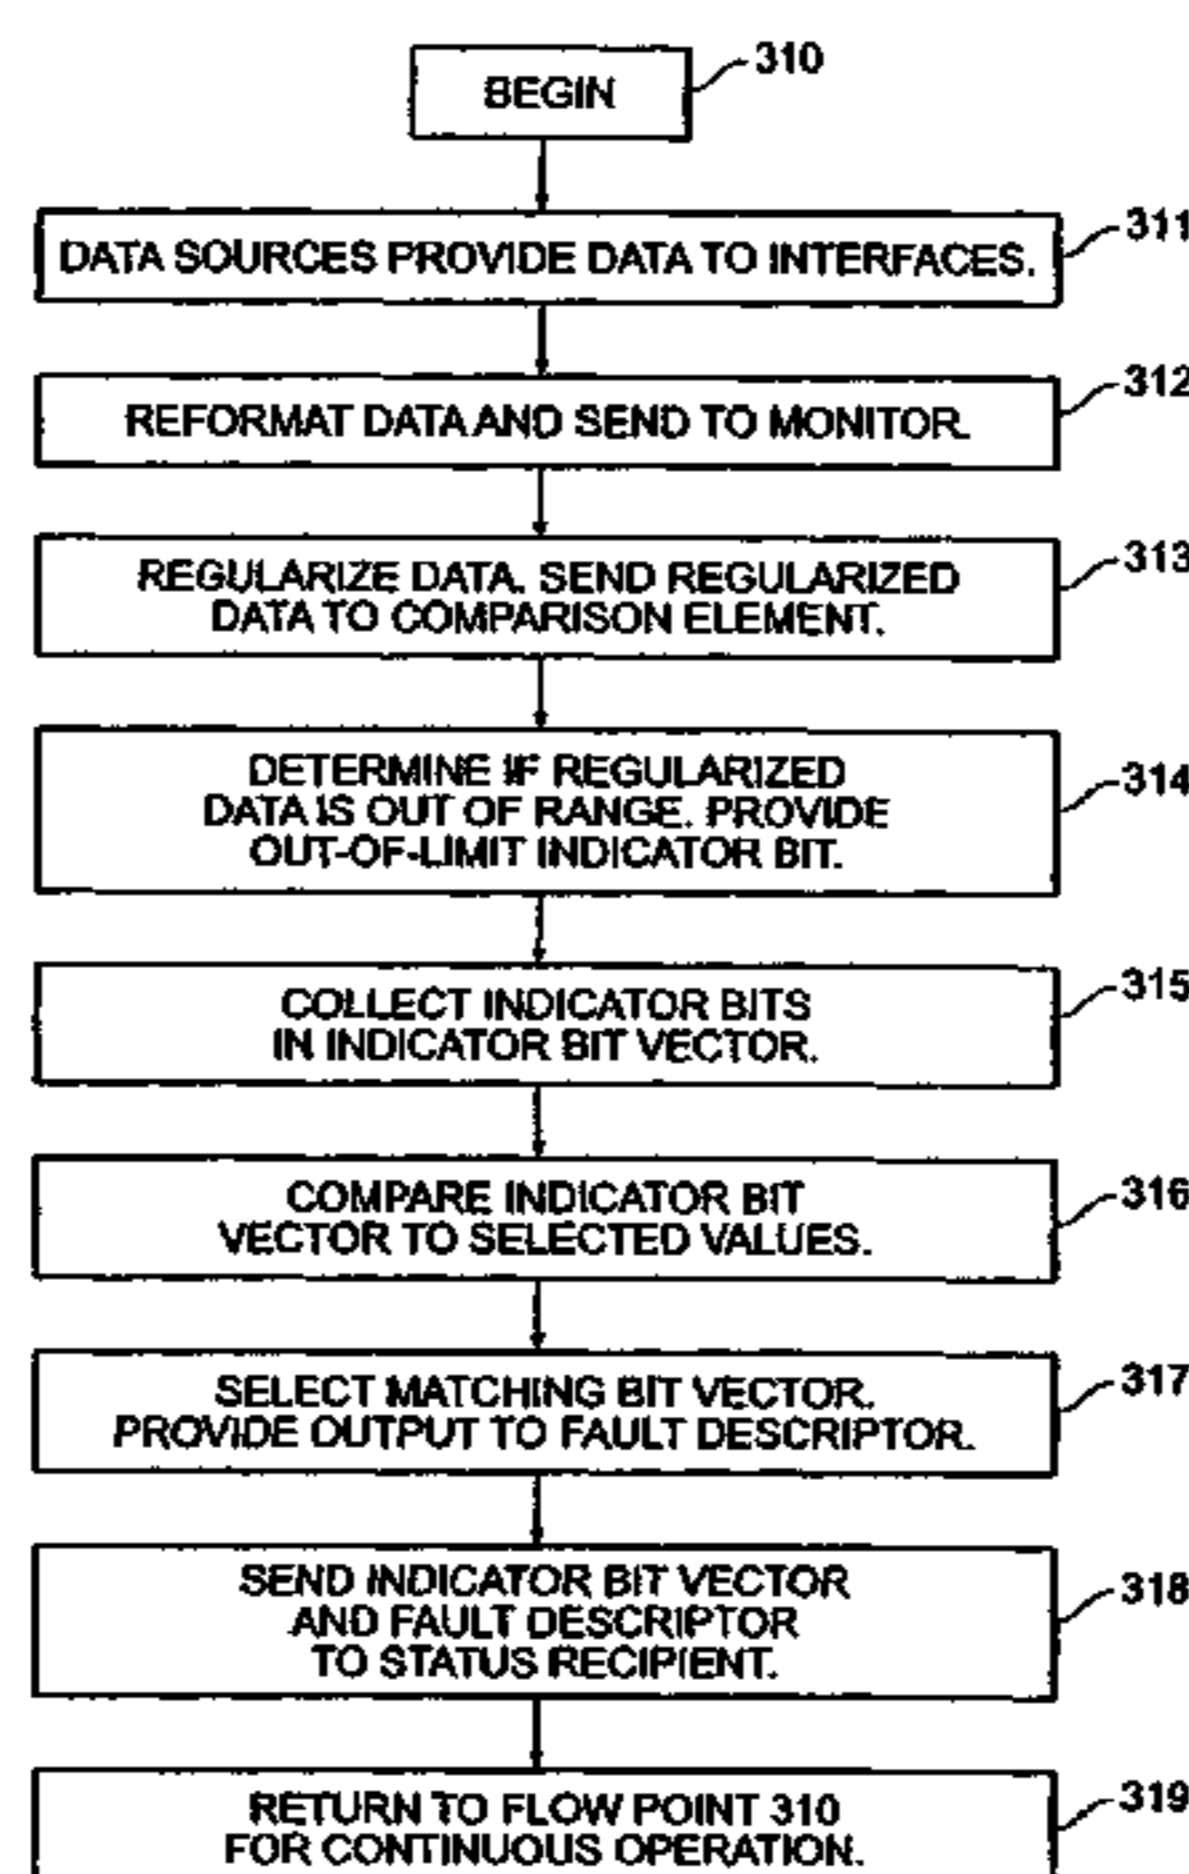 BEGIN
310
DATA SOURCES PROVIDE DATA TO INTERFACES.
311
REFORMAT DATA AND SEND TO MONITOR.
312
REGULARIZE DATA. SEND REGULARIZED
DATA TO COMPARISON ELEMENT.
313
DETERMINE IF REGULARIZED
DATA IS OUT OF RANGE. PROVIDE
OUT-OF-LIMIT INDICATOR BIT.
314
COLLECT INDICATOR BITS
IN INDICATOR BIT VECTOR.
315
COMPARE INDICATOR BIT
VECTOR TO SELECTED VALUES.
316
SELECT MATCHING BIT VECTOR.
PROVIDE OUTPUT TO FAULT DESCRIPTOR.
317
SEND INDICATOR BIT VECTOR
AND FAULT DESCRIPTOR
TO STATUS RECIPIENT.
318
RETURN TO FLOW POINT 310
FOR CONTINUOUS OPERATION.
319